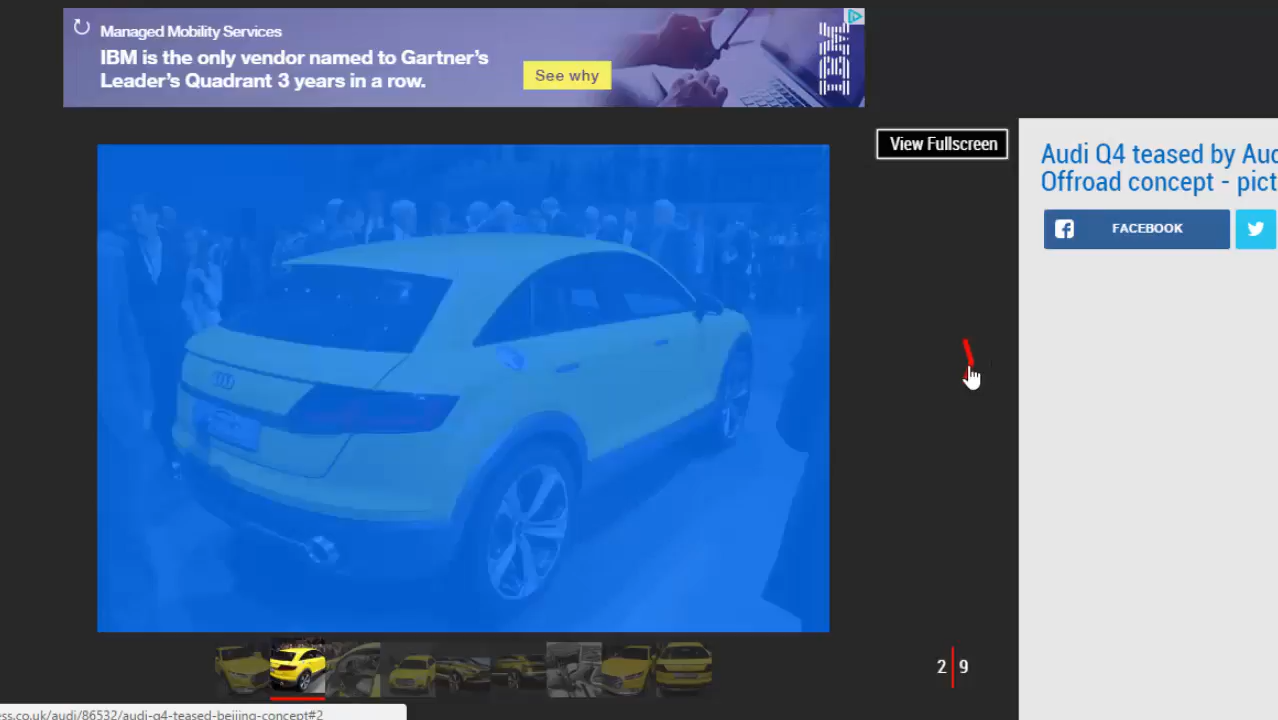 Managed Mobility Services
IBM is the only vendor named to Gartner's
Leader's Quadrant 3 years in a row.
See why
IBM
View Fullscreen
Audi Q4 teased by Aud
Offroad concept - pict
FACEBOOK
2 9
ess.co.uk/audi/86532/audi-q4-teased-beijing-concept#2